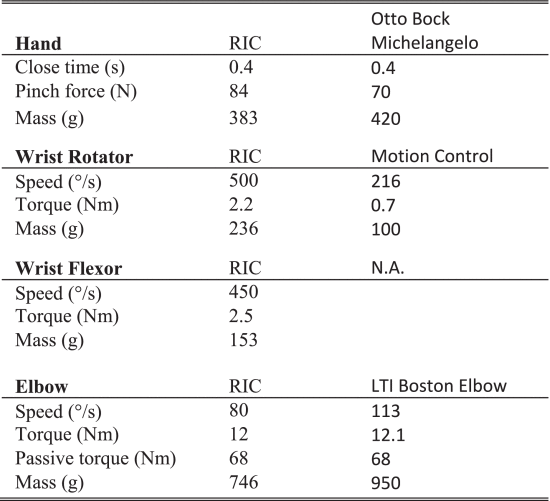 Otto Bock
Hand RIC Michelangelo
Close time (s) 0.4 0.4
Pinch force (N) 84 70
Mass (g) 383 420
Wrist Rotator RIC Motion Control
Speed (°/s) 500 216
Torque (Nm) 2.2 0.7
Mass (g) 236 100
Wrist Flexor RIC N.A.
Speed (°/s) 450
Torque (Nm) 2.5
Mass (g) 153
Elbow RIC LTI Boston Elbow
Speed (°/s) 80 113
Torque (Nm) 12 12.1
Passive torque (Nm) 68 68
Mass (g) 746 950